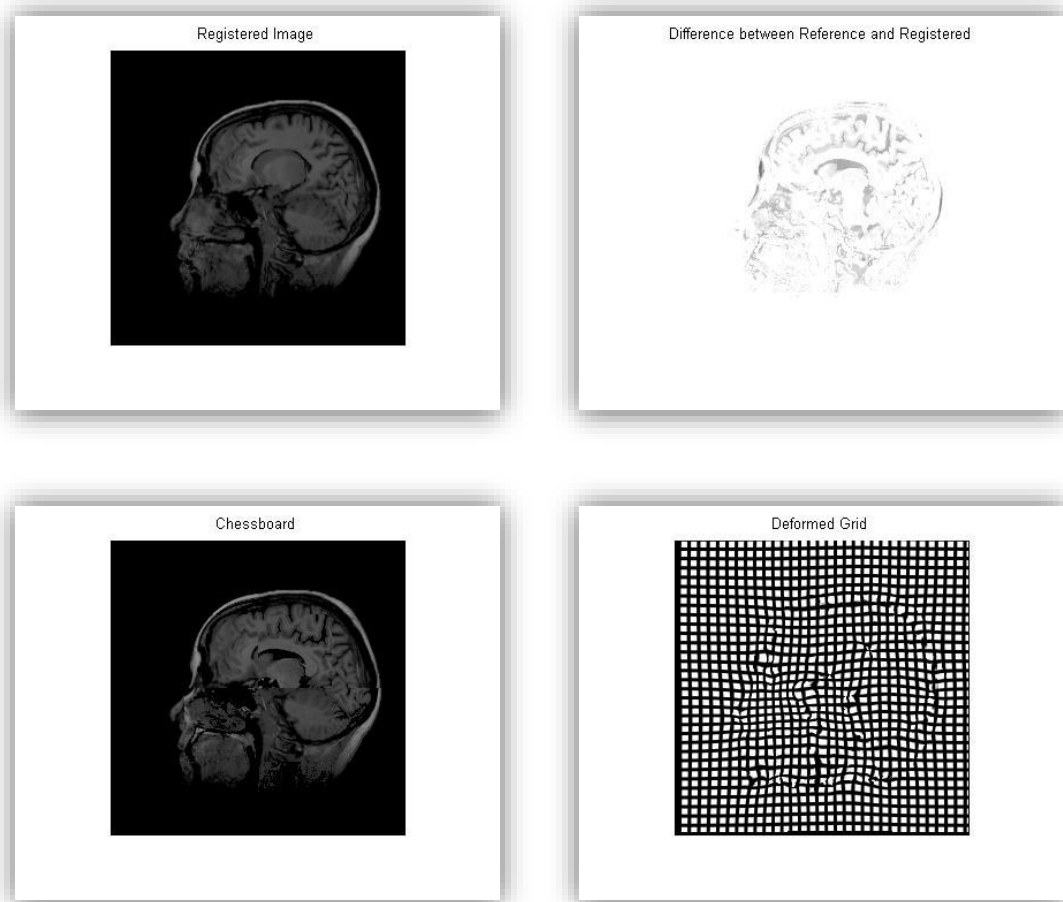 Registered Image
Difference between Reference and Registered
Chessboard
Deformed Grid